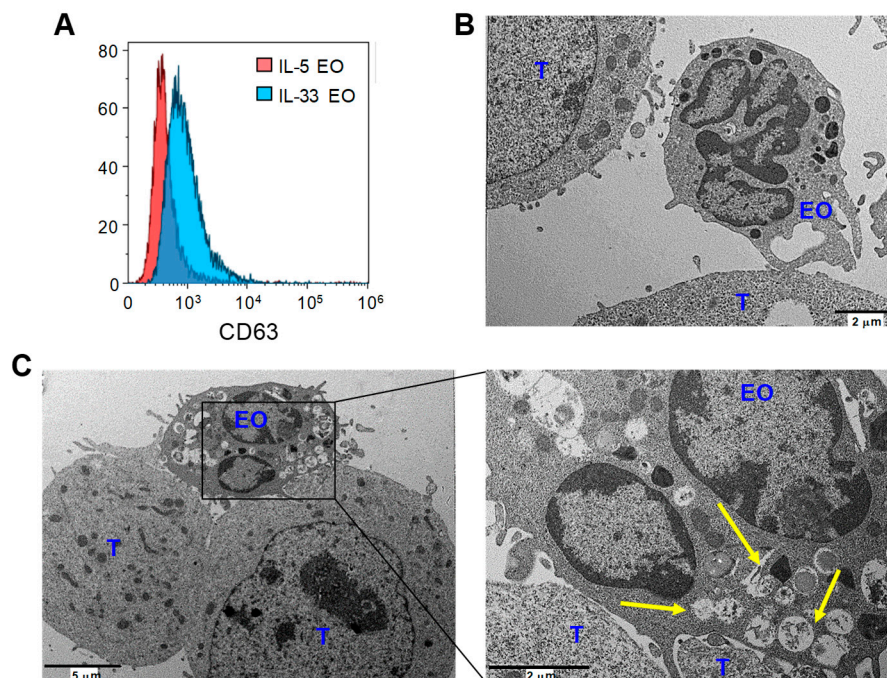 A
80
60
40
20
0
IL-5 EO
IL-33 EO
0 10³ 10⁴ 10⁵ 10⁶
CD63
B
T
EO
T
2 μm
C
EO
T
T
5 μm
EO
T
T
2 μm